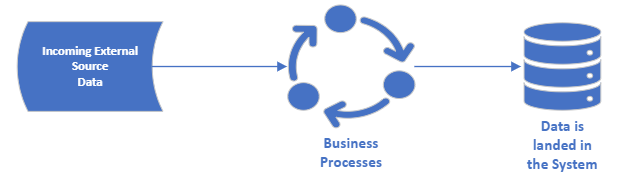 Incoming External
Source
Data
Business
Processes
Data is
landed in
the System